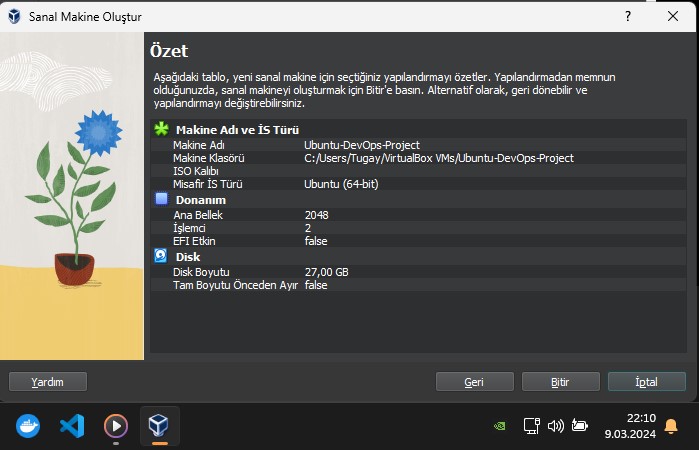 Sanal Makine Oluştur
Özet
Aşağıdaki tablo, yeni sanal makine için seçtiğiniz yapılandırmayı özetler. Yapılandırmadan memnun
olduğunuzda, sanal makineyi oluşturmak için Bitir'e basın. Alternatif olarak, geri dönebilir ve
yapılandırmayı değiştirebilirsiniz.
Makine Adı ve İS Türü
Makine Adı Ubuntu-DevOps-Project
Makine Klasörü C:/Users/Tugay/VirtualBox VMs/Ubuntu-DevOps-Project
ISO Kalıbı
Misafir İS Türü Ubuntu (64-bit)
Donanım
Ana Bellek 2048
İşlemci 2
EFI Etkin false
Disk
Disk Boyutu 27,00 GB
Tam Boyutu Önceden Ayır false
Yardım Geri Bitir İptal
22:10
9.03.2024